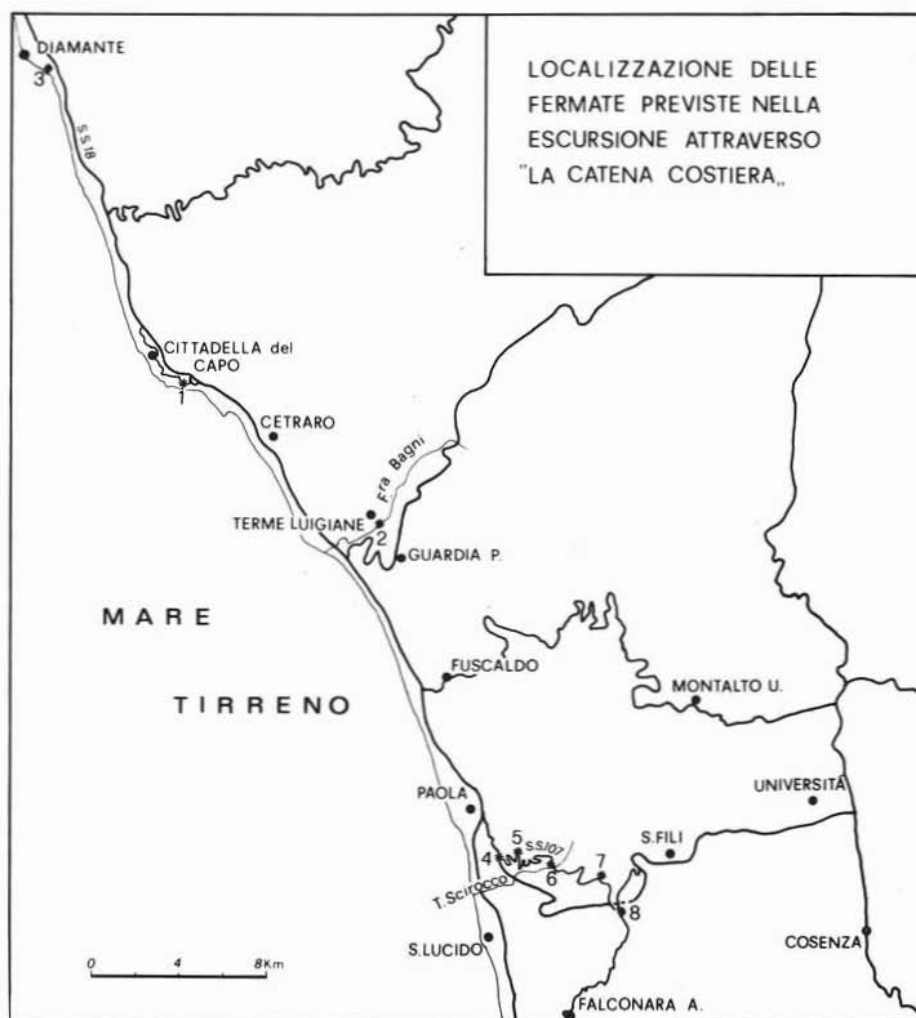 LOCALIZZAZIONE DELLE
FERMATE PREVISTE NELLA
ESCURSIONE ATTRAVERSO
"LA CATENA COSTIERA„
DIAMANTE
3
S.S.18
CITTADELLA del
CAPO
1
CETRARO
F.ra Bagni
TERME LUIGIANE
2
GUARDIA P.
MARE
TIRRENO
FUSCALDO
MONTALTO U.
PAOLA
UNIVERSITÀ
5
S.S.107
4
6
7
S.FILI
T. Scirocco
8
S.LUCIDO
COSENZA
0 4 8Km
FALCONARA A.